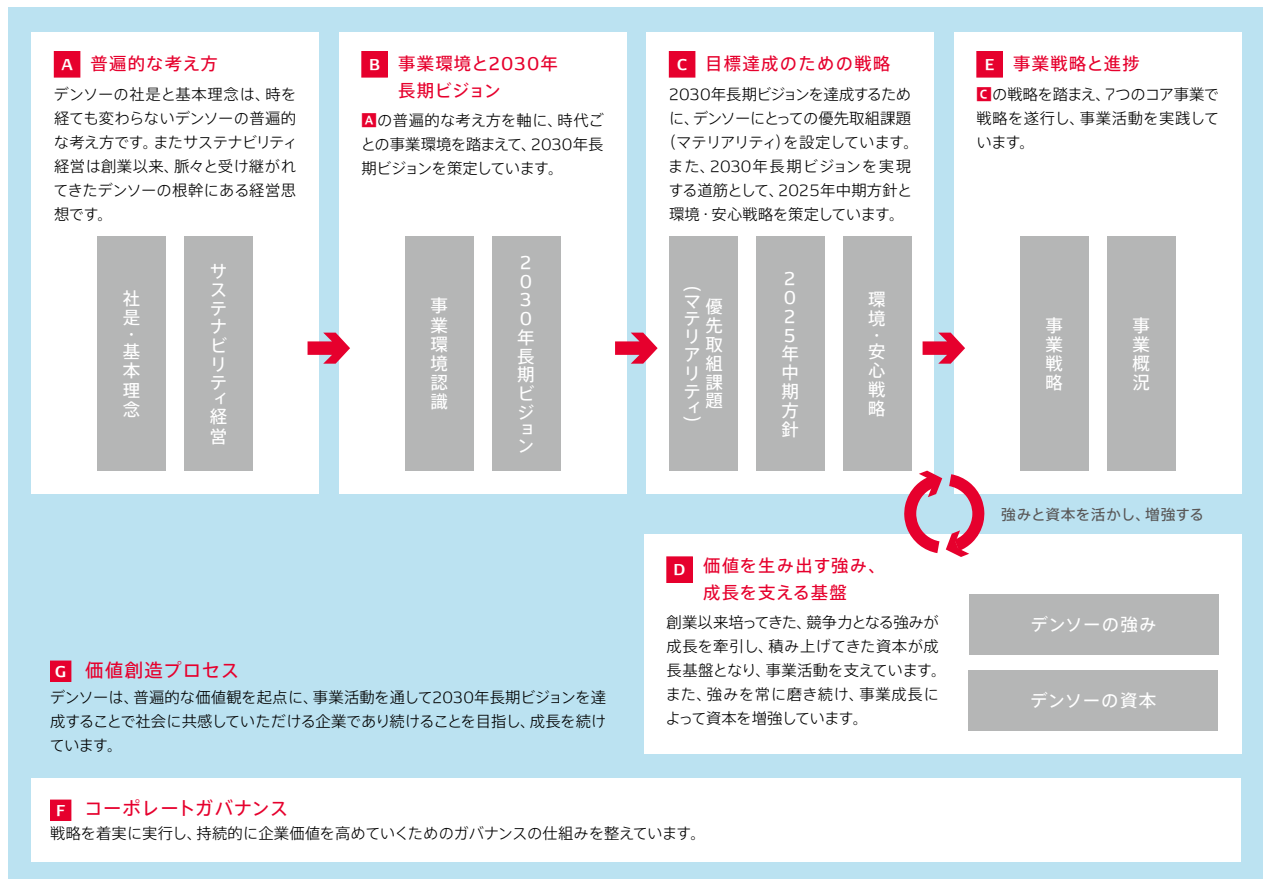 A 普遍的な考え方
デンソーの社是と基本理念は、時を
経ても変わらないデンソーの普遍的
な考え方です。またサステナビリティ
経営は創業以来、脈々と受け継がれ
てきたデンソーの根幹にある経営思
想です。
社是・基本理念
サステナビリティ経営
B 事業環境と2030年
長期ビジョン
Aの普遍的な考え方を軸に、時代ご
との事業環境を踏まえて、2030年長
期ビジョンを策定しています。
事業環境認識
2030年長期ビジョン
C 目標達成のための戦略
2030年長期ビジョンを達成するため
に、デンソーにとっての優先取組課題
(マテリアリティ)を設定しています。
また、2030年長期ビジョンを実現
する道筋として、2025年中期方針と
環境・安心戦略を策定しています。
優先取組課題
(マテリアリティ)
2025年中期方針
環境・安心戦略
E 事業戦略と進捗
Cの戦略を踏まえ、7つのコア事業で
戦略を遂行し、事業活動を実践して
います。
事業戦略
事業概況
強みと資本を活かし、増強する
D 価値を生み出す強み、
成長を支える基盤
創業以来培ってきた、競争力となる強みが
成長を牽引し、積み上げてきた資本が成
長基盤となり、事業活動を支えています。
また、強みを常に磨き続け、事業成長に
よって資本を増強しています。
デンソーの強み
デンソーの資本
G 価値創造プロセス
デンソーは、普遍的な価値観を起点に、事業活動を通して2030年長期ビジョンを達
成することで社会に共感していただける企業であり続けることを目指し、成長を続け
ています。
F コーポレートガバナンス
戦略を着実に実行し、持続的に企業価値を高めていくためのガバナンスの仕組みを整えています。